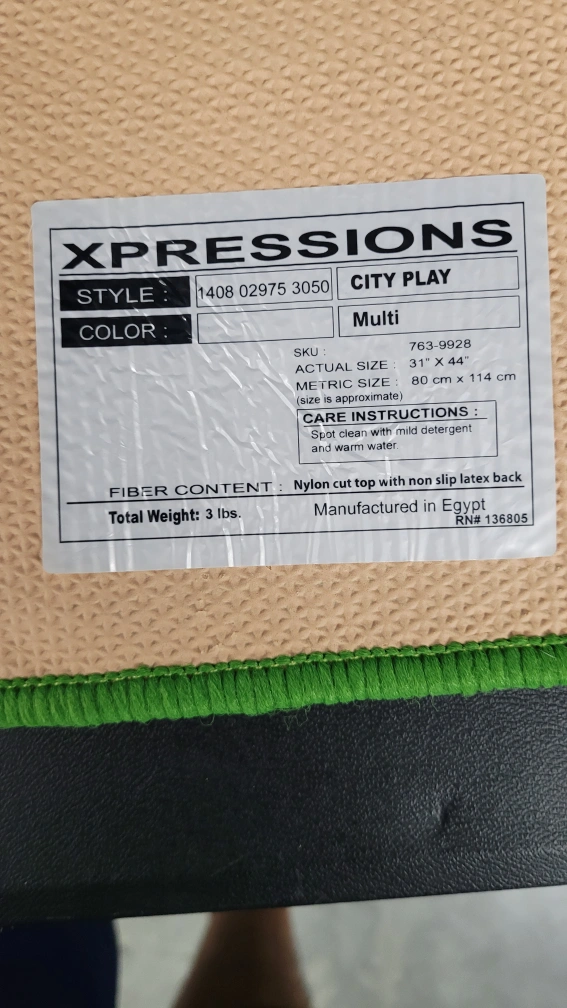 XPRESSIONS
STYLE : 1408 02975 3050 CITY PLAY
COLOR : Multi
SKU : 763-9928
ACTUAL SIZE : 31" X 44"
METRIC SIZE : 80 cm x 114 cm
(size is approximate)
CARE INSTRUCTIONS :
Spot clean with mild detergent
and warm water.
FIBER CONTENT : Nylon cut top with non slip latex back
Total Weight: 3 lbs. Manufactured in Egypt
RN# 136805